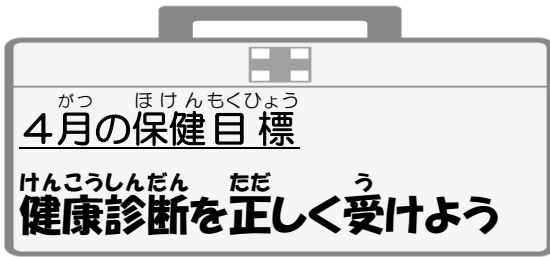 がつ ほけんもくひょう
４月の保健目標
けんこうしんだん ただ う
健康診断を正しく受けよう